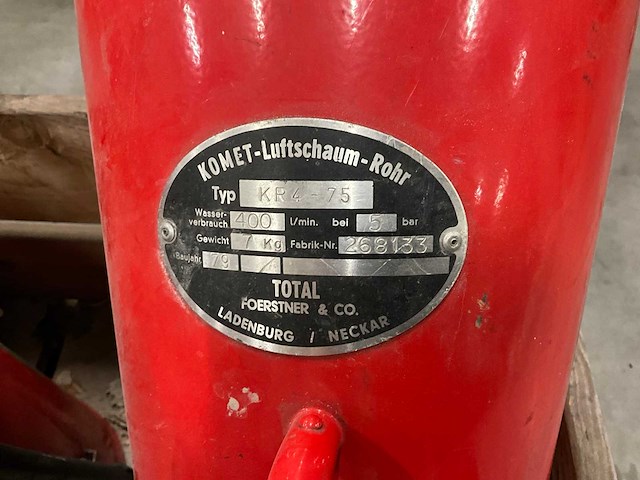 KOMET-Luftschaum-Rohr
Typ KR4-75
Wasser-
verbrauch 400 l/min. bei 5 bar
Gewicht 7 Kg Fabrik-Nr. 268133
Baujahr 79
TOTAL
FOERSTNER & CO.
LADENBURG / NECKAR